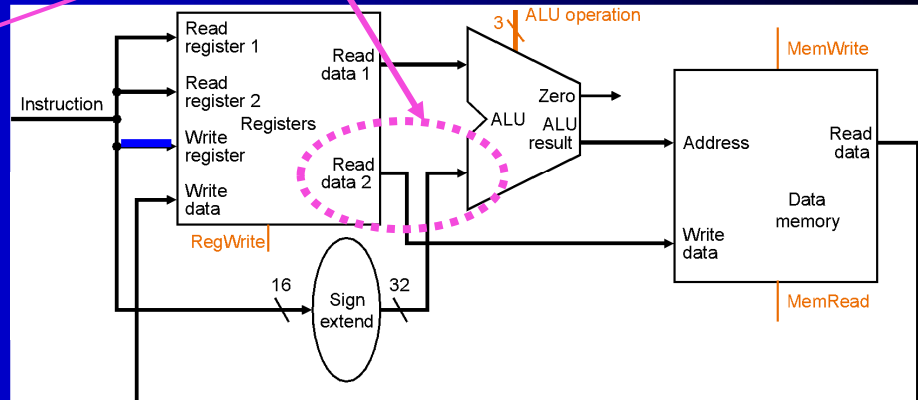 Instruction
Read
register 1
Read
register 2
Registers
Write
register
Write
data
RegWrite
Read
data 1
Read
data 2
16
Sign
extend
32
3
ALU operation
Zero
ALU
ALU
result
MemWrite
Address
Read
data
Data
memory
Write
data
MemRead